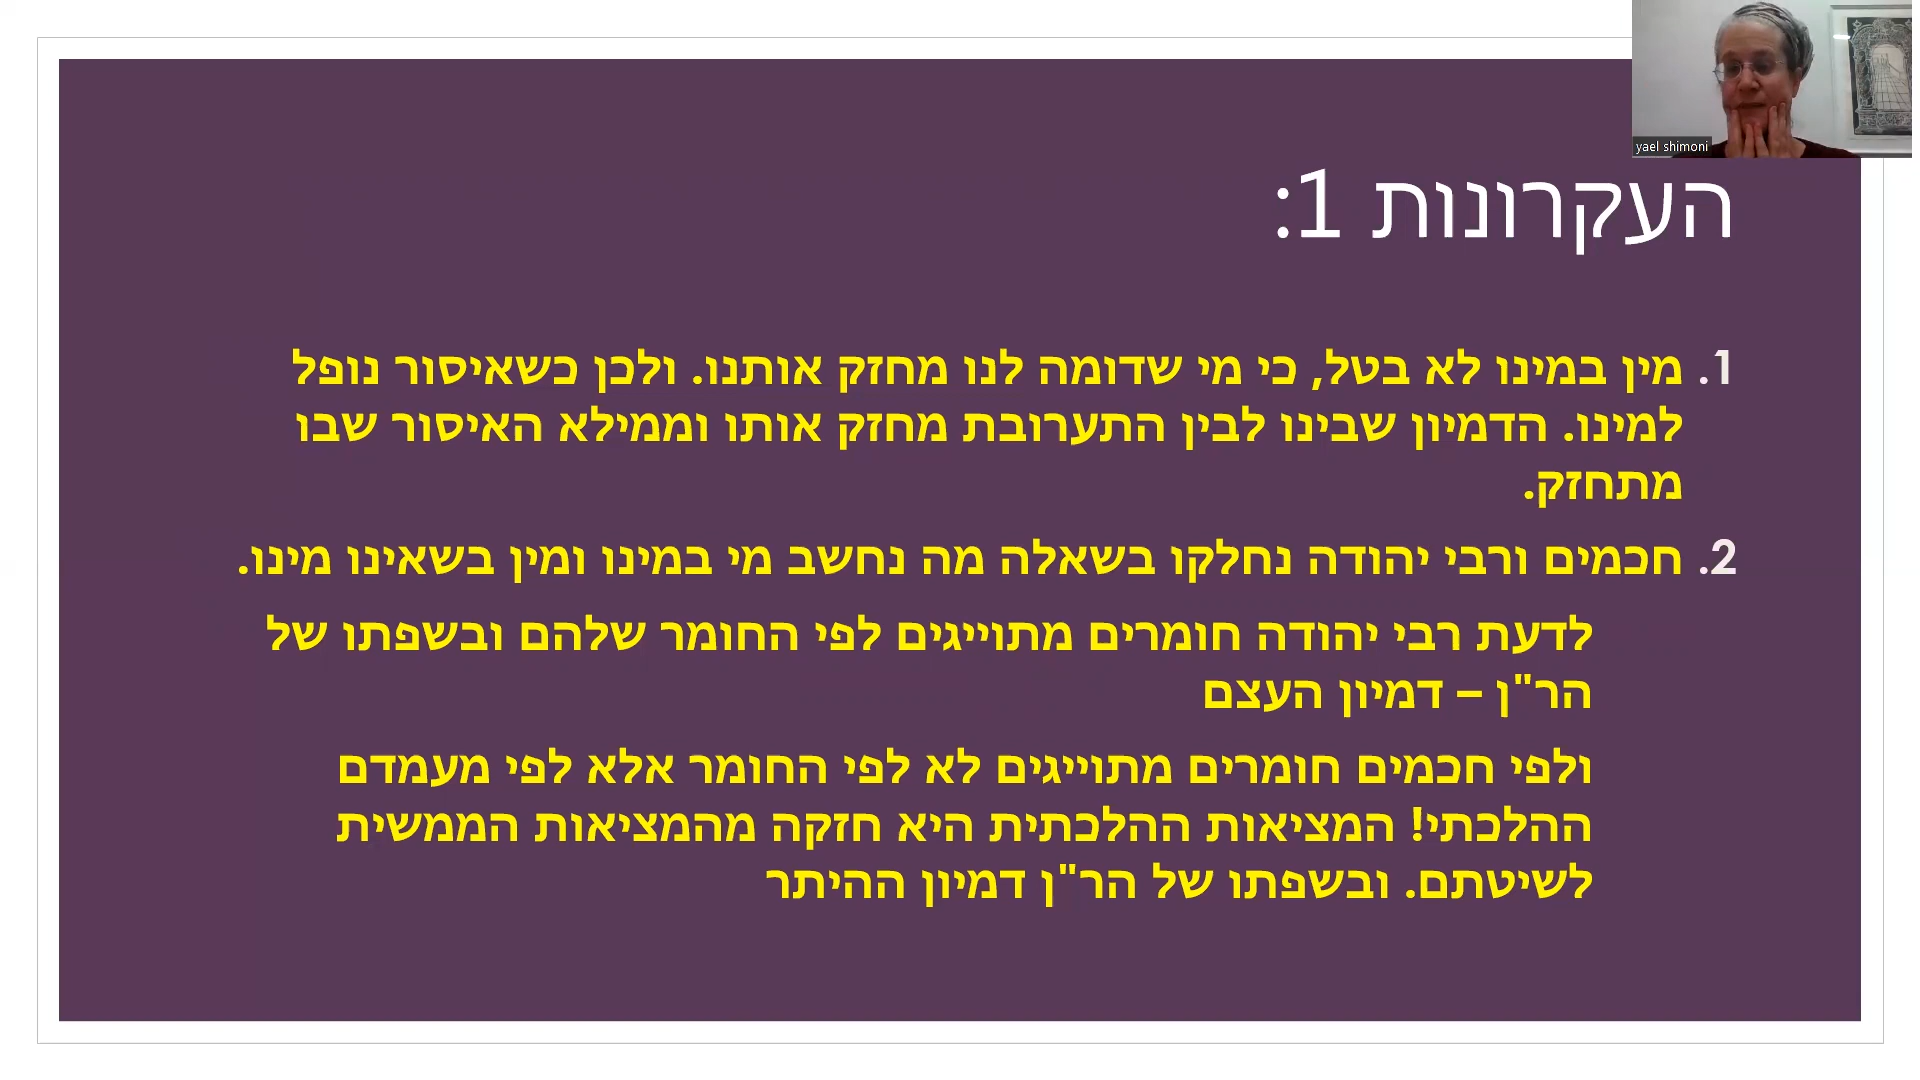 yael shimoni
העקרונות 1:
1. מין במינו לא בטל, כי מי שדומה לנו מחזק אותנו. ולכן כשאיסור נופל
למינו. הדמיון שבינו לבין התערובת מחזק אותו וממילא האיסור שבו
מתחזק.
2. חכמים ורבי יהודה נחלקו בשאלה מה נחשב מי במינו ומין בשאינו מינו.
לדעת רבי יהודה חומרים מתוייגים לפי החומר שלהם ובשפתו של
הר"ן – דמיון העצם
ולפי חכמים חומרים מתוייגים לא לפי החומר אלא לפי מעמדם
ההלכתי! המציאות ההלכתית היא חזקה מהמציאות הממשית
לשיטתם. ובשפתו של הר"ן דמיון ההיתר